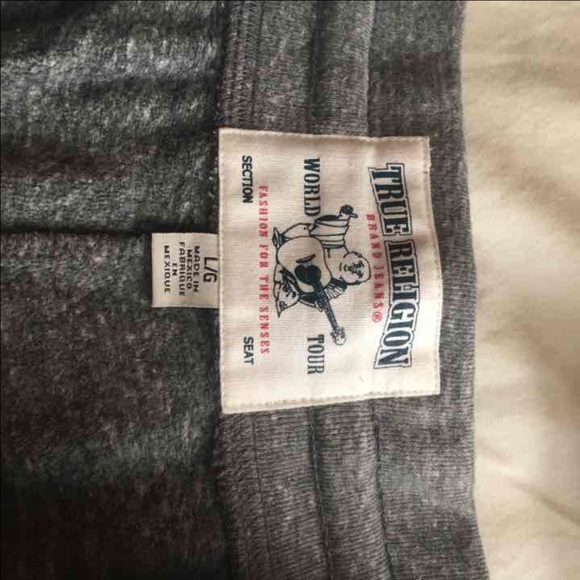 TRUE RELIGION
BRAND JEANS®
WORLD TOUR
FASHION FOR THE SENSES
SECTION SEAT
L/G
MADE IN
MEXICO
FABRIQUE
EN
MEXIQUE